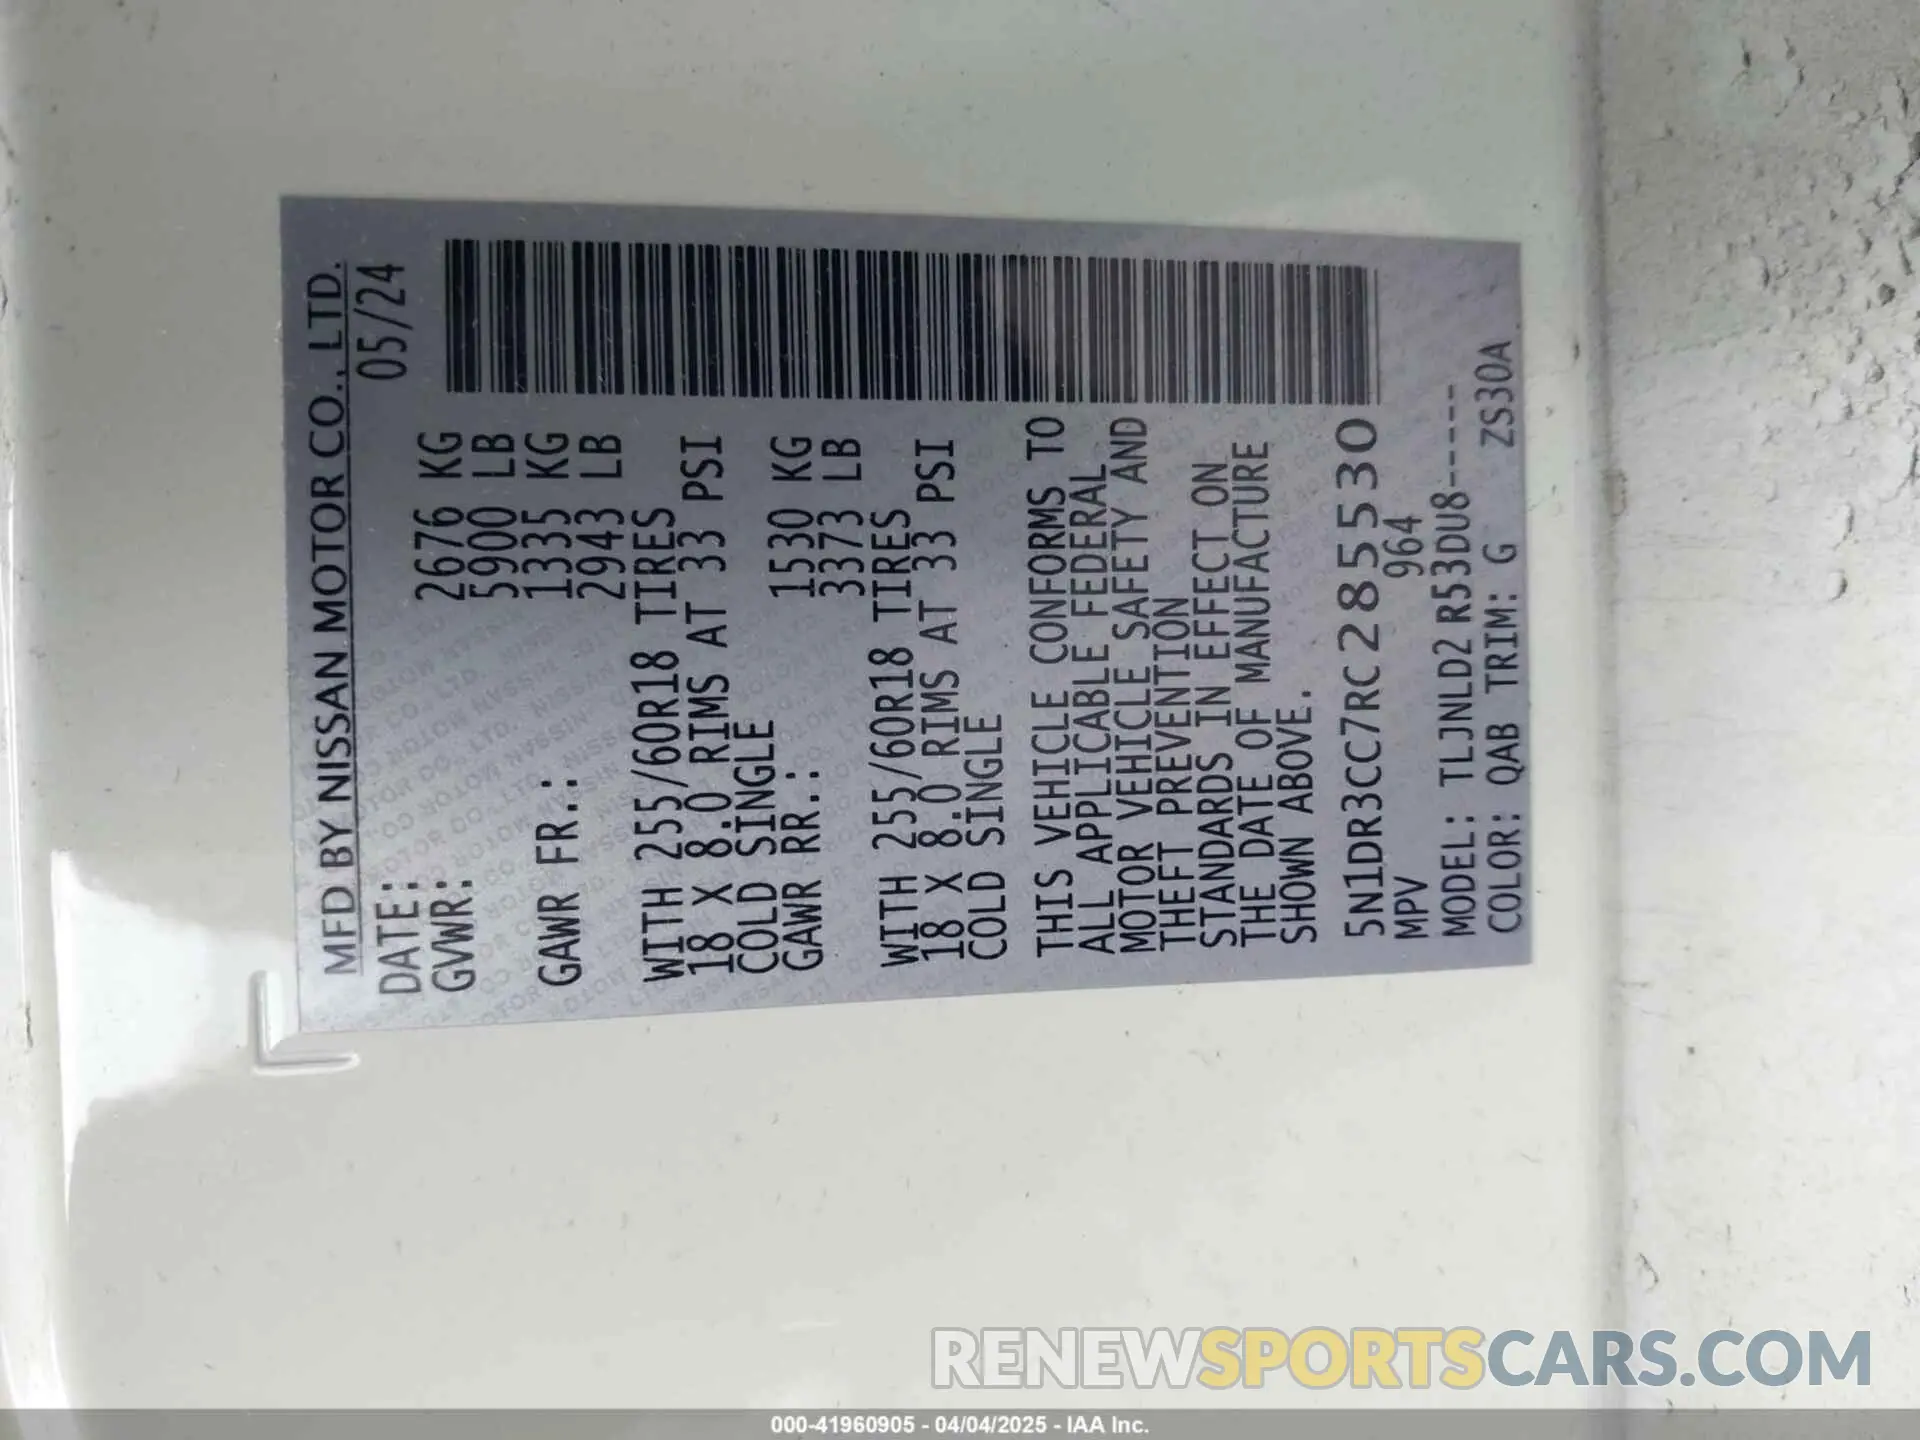 MFD BY NISSAN MOTOR CO., LTD.
DATE: 05/24
GVWR: 2676 KG
5900 LB
GAWR FR.: 1335 KG
2943 LB
WITH 255/60R18 TIRES
18 X 8.0 RIMS AT 33 PSI
COLD SINGLE
GAWR RR.: 1530 KG
3373 LB
WITH 255/60R18 TIRES
18 X 8.0 RIMS AT 33 PSI
COLD SINGLE
THIS VEHICLE CONFORMS TO
ALL APPLICABLE FEDERAL
MOTOR VEHICLE SAFETY AND
THEFT PREVENTION
STANDARDS IN EFFECT ON
THE DATE OF MANUFACTURE
SHOWN ABOVE.
5N1DR3CC7RC285530
MPV 964
MODEL: TLJNLD2 R53DU8-----
COLOR: QAB TRIM: G ZS30A
RENEWSPORTSCARS.COM
000-41960905 - 04/04/2025 - IAA Inc.